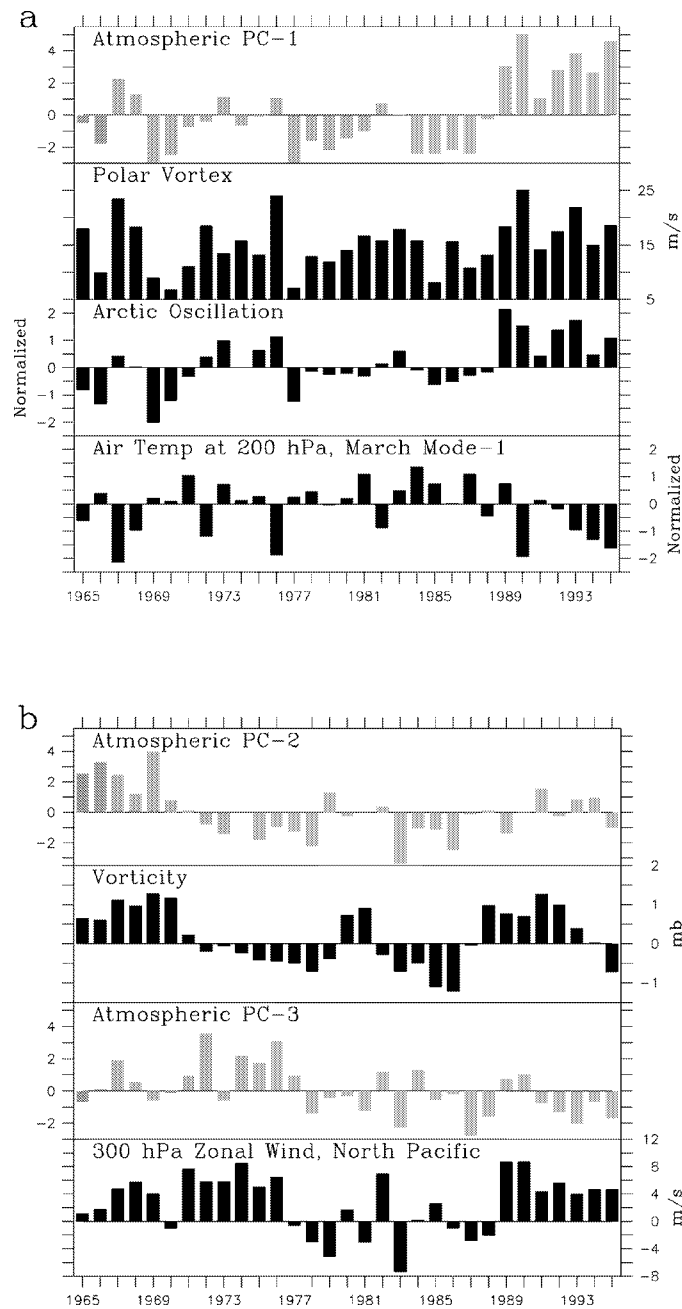 a
Atmospheric PC-1
4
2
0
-2
Polar Vortex
25
15
5
m/s
Arctic Oscillation
2
1
0
-1
-2
Normalized
Air Temp at 200 hPa, March Mode-1
2
1
0
-1
-2
Normalized
1965 1969 1973 1977 1981 1985 1989 1993
b
Atmospheric PC-2
4
2
0
-2
Vorticity
2
1
0
-1
mb
Atmospheric PC-3
4
2
0
-2
300 hPa Zonal Wind, North Pacific
12
8
4
0
-4
-8
m/s
1965 1969 1973 1977 1981 1985 1989 1993